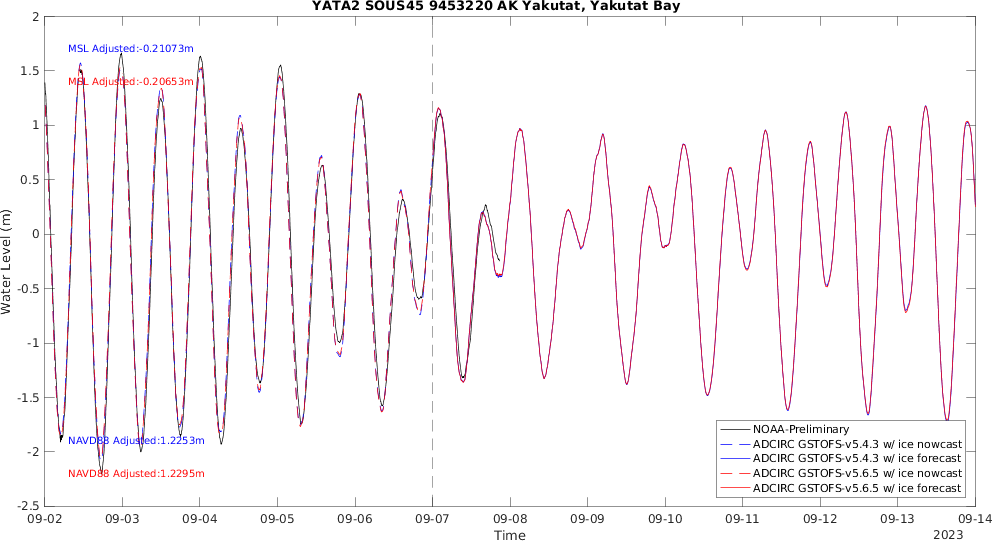 YATA2 SOUS45 9453220 AK Yakutat, Yakutat Bay
2
1.5
1
0.5
0
-0.5
-1
-1.5
-2
-2.5
Water Level (m)
MSL Adjusted:-0.21073m
MSL Adjusted:-0.20653m
NAVD88 Adjusted:1.2253m
NAVD88 Adjusted:1.2295m
NOAA-Preliminary
ADCIRC GSTOFS-v5.4.3 w/ ice nowcast
ADCIRC GSTOFS-v5.4.3 w/ ice forecast
ADCIRC GSTOFS-v5.6.5 w/ ice nowcast
ADCIRC GSTOFS-v5.6.5 w/ ice forecast
09-02 09-03 09-04 09-05 09-06 09-07 09-08 09-09 09-10 09-11 09-12 09-13 09-14
Time
2023